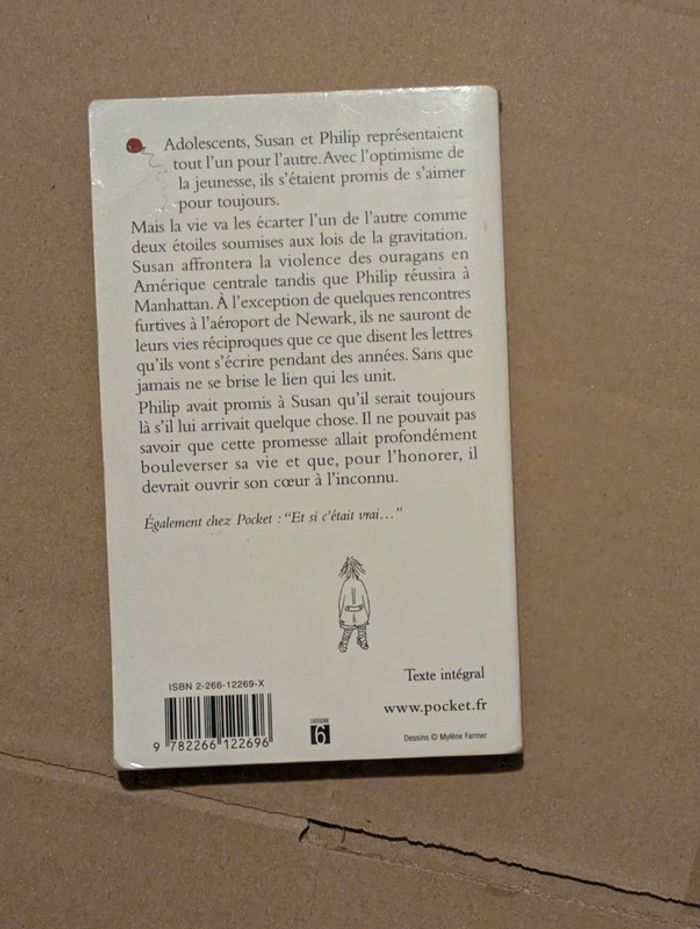 Adolescents, Susan et Philip représentaient
tout l'un pour l'autre. Avec l'optimisme de
la jeunesse, ils s'étaient promis de s'aimer
pour toujours.
Mais la vie va les écarter l'un de l'autre comme
deux étoiles soumises aux lois de la gravitation.
Susan affrontera la violence des ouragans en
Amérique centrale tandis que Philip réussira à
Manhattan. À l'exception de quelques rencontres
furtives à l'aéroport de Newark, ils ne sauront de
leurs vies réciproques que ce que disent les lettres
qu'ils vont s'écrire pendant des années. Sans que
jamais ne se brise le lien qui les unit.
Philip avait promis à Susan qu'il serait toujours
là s'il lui arrivait quelque chose. Il ne pouvait pas
savoir que cette promesse allait profondément
bouleverser sa vie et que, pour l'honorer, il
devrait ouvrir son cœur à l'inconnu.
Également chez Pocket : “Et si c'était vrai…”
Texte intégral
www.pocket.fr
ISBN 2-266-12269-X
9 782266 122696
CATÉGORIE
6
Dessins © Mylène Farmer